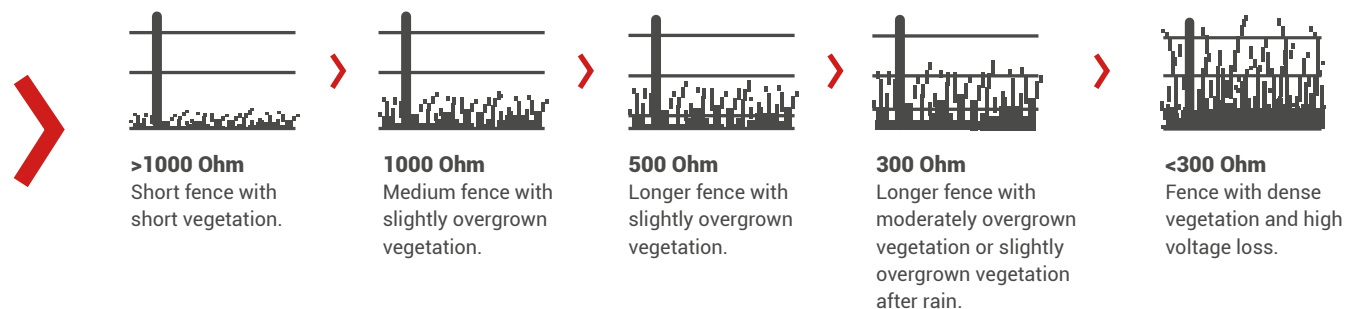 >1000 Ohm
Short fence with
short vegetation.
1000 Ohm
Medium fence with
slightly overgrown
vegetation.
500 Ohm
Longer fence with
slightly overgrown
vegetation.
300 Ohm
Longer fence with
moderately overgrown
vegetation or slightly
overgrown vegetation
after rain.
<300 Ohm
Fence with dense
vegetation and high
voltage loss.